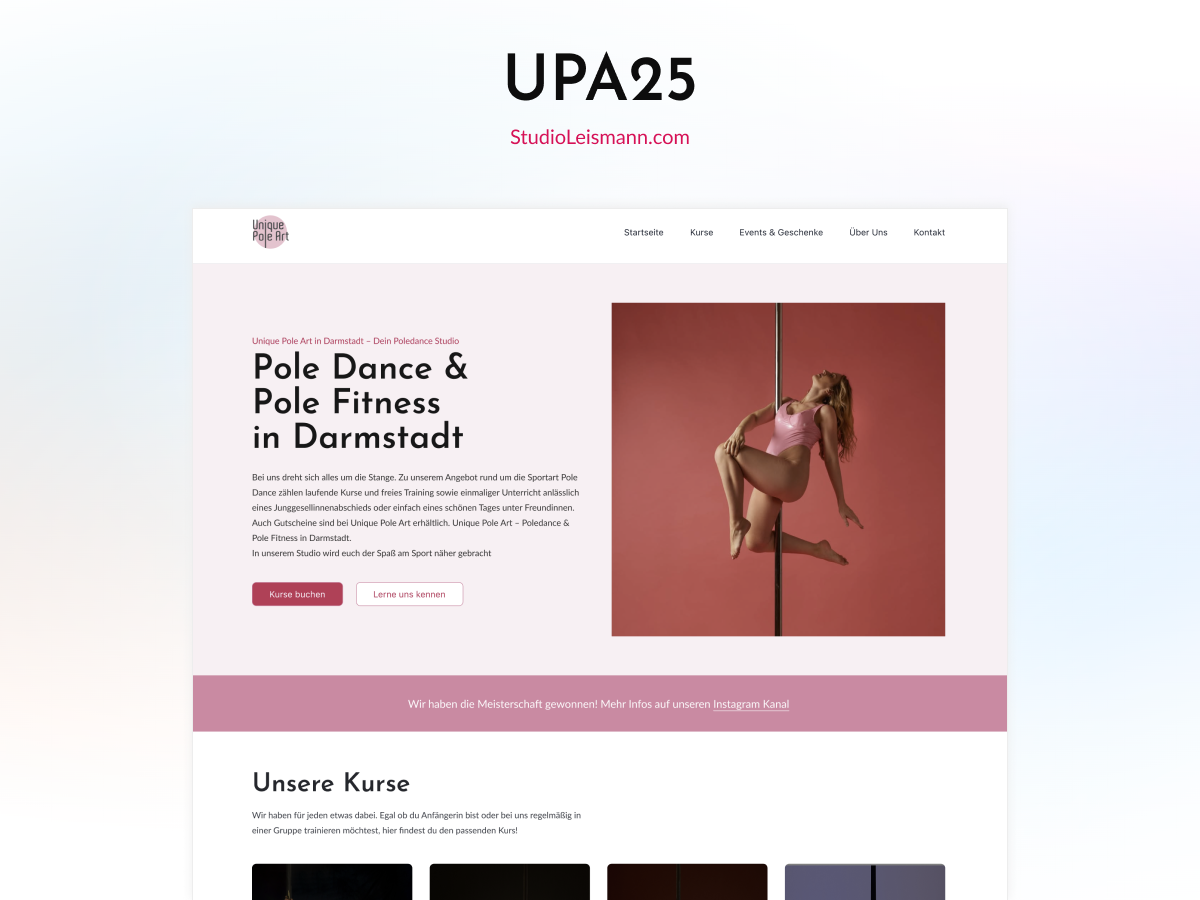 UPA25
StudioLeismann.com
Unique
Pole Art
Startseite Kurse Events & Geschenke Über Uns Kontakt
Unique Pole Art in Darmstadt – Dein Poledance Studio
Pole Dance &
Pole Fitness
in Darmstadt
Bei uns dreht sich alles um die Stange. Zu unserem Angebot rund um die Sportart Pole
Dance zählen laufende Kurse und freies Training sowie einmaliger Unterricht anlässlich
eines Junggesellinnenabschieds oder einfach eines schönen Tages unter Freundinnen.
Auch Gutscheine sind bei Unique Pole Art erhältlich. Unique Pole Art – Poledance &
Pole Fitness in Darmstadt.
In unserem Studio wird euch der Spaß am Sport näher gebracht
Kurse buchen Lerne uns kennen
Wir haben die Meisterschaft gewonnen! Mehr Infos auf unseren Instagram Kanal
Unsere Kurse
Wir haben für jeden etwas dabei. Egal ob du Anfängerin bist oder bei uns regelmäßig in
einer Gruppe trainieren möchtest, hier findest du den passenden Kurs!